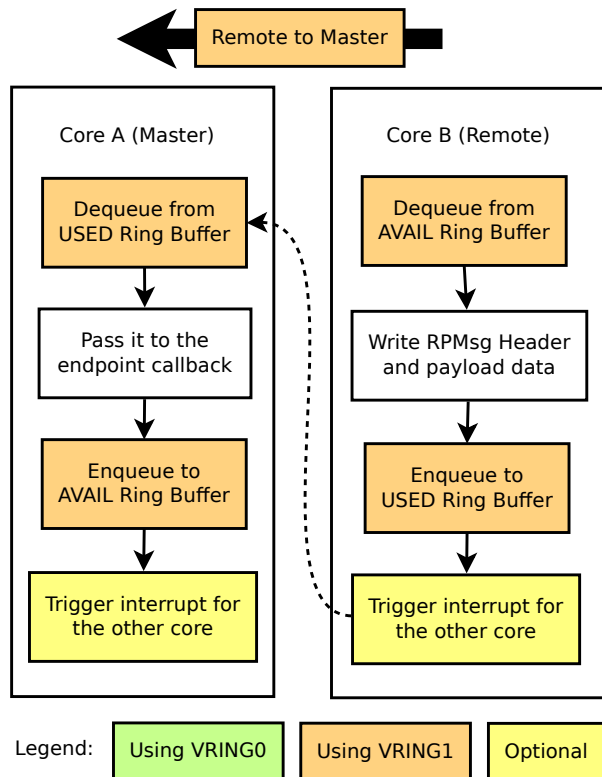 Remote to Master
Core A (Master)
Dequeue from
USED Ring Buffer
Pass it to the
endpoint callback
Enqueue to
AVAIL Ring Buffer
Trigger interrupt for
the other core
Core B (Remote)
Dequeue from
AVAIL Ring Buffer
Write RPMsg Header
and payload data
Enqueue to
USED Ring Buffer
Trigger interrupt for
the other core
Legend:
Using VRING0
Using VRING1
Optional